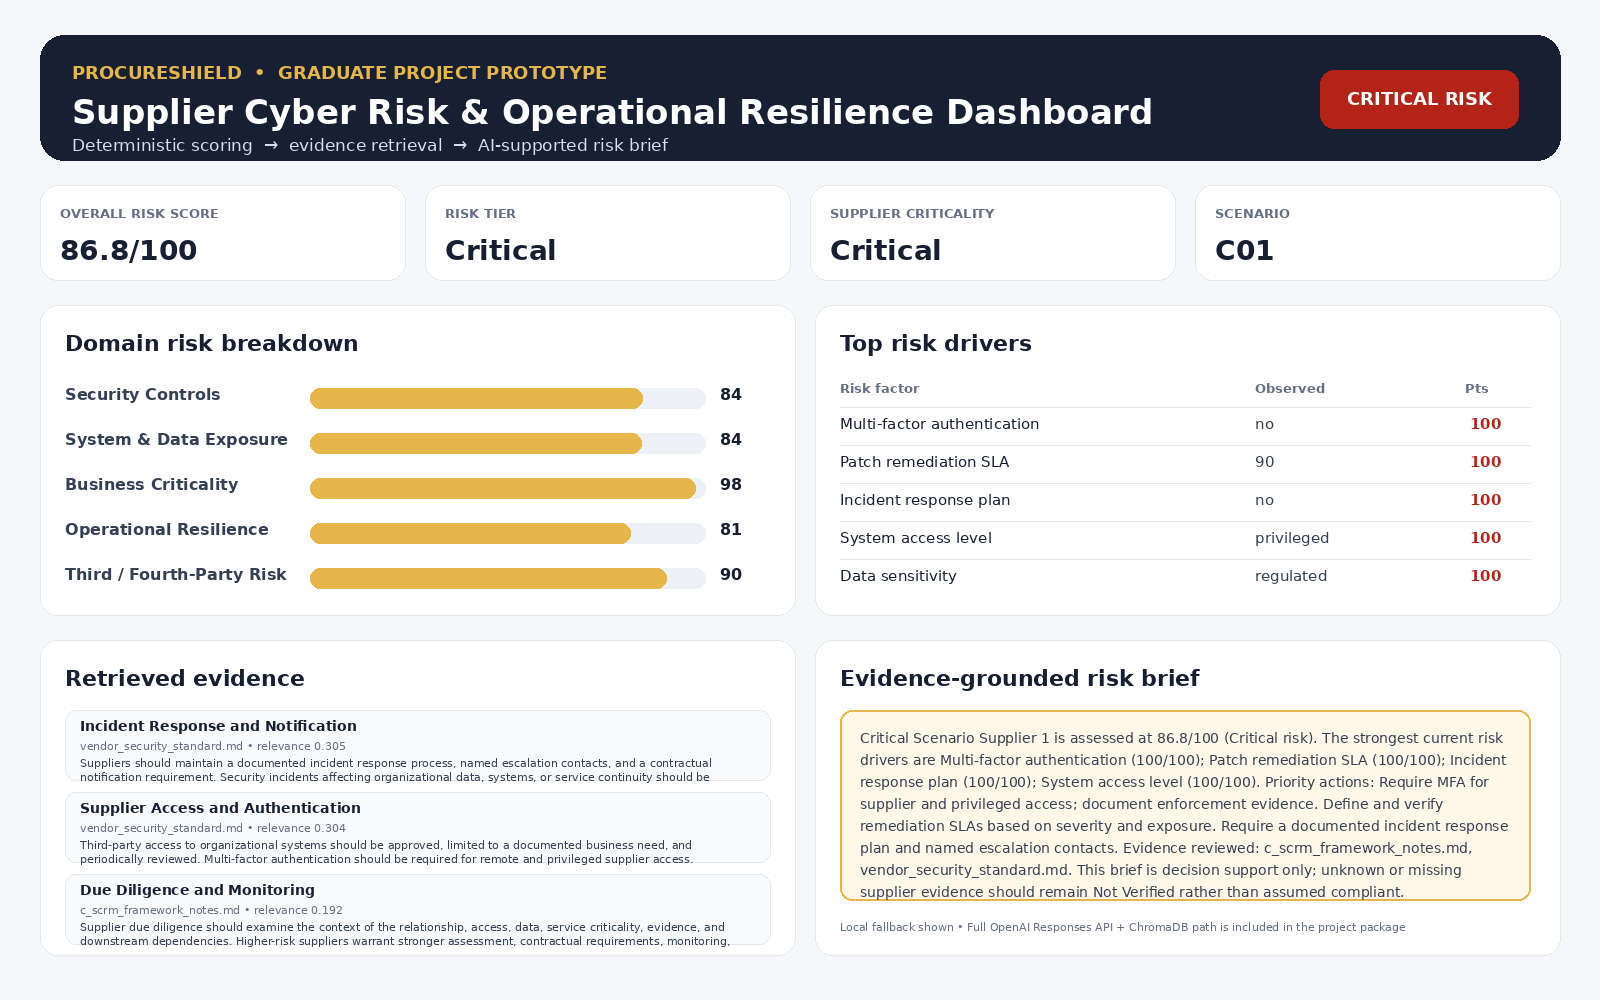 PROCURESHIELD • GRADUATE PROJECT PROTOTYPE
Supplier Cyber Risk & Operational Resilience Dashboard
Deterministic scoring → evidence retrieval → AI-supported risk brief
CRITICAL RISK
OVERALL RISK SCORE
86.8/100
RISK TIER
Critical
SUPPLIER CRITICALITY
Critical
SCENARIO
C01
Domain risk breakdown
Security Controls 84
System & Data Exposure 84
Business Criticality 98
Operational Resilience 81
Third / Fourth-Party Risk 90
Top risk drivers
Risk factor Observed Pts
Multi-factor authentication no 100
Patch remediation SLA 90 100
Incident response plan no 100
System access level privileged 100
Data sensitivity regulated 100
Retrieved evidence
Incident Response and Notification
vendor_security_standard.md • relevance 0.305
Suppliers should maintain a documented incident response process, named escalation contacts, and a contractual
notification requirement. Security incidents affecting organizational data, systems, or service continuity should be
Supplier Access and Authentication
vendor_security_standard.md • relevance 0.304
Third-party access to organizational systems should be approved, limited to a documented business need, and
periodically reviewed. Multi-factor authentication should be required for remote and privileged supplier access.
Due Diligence and Monitoring
c_scrm_framework_notes.md • relevance 0.192
Supplier due diligence should examine the context of the relationship, access, data, service criticality, evidence, and
downstream dependencies. Higher-risk suppliers warrant stronger assessment, contractual requirements, monitoring,
Evidence-grounded risk brief
Critical Scenario Supplier 1 is assessed at 86.8/100 (Critical risk). The strongest current risk
drivers are Multi-factor authentication (100/100); Patch remediation SLA (100/100); Incident
response plan (100/100); System access level (100/100). Priority actions: Require MFA for
supplier and privileged access; document enforcement evidence. Define and verify
remediation SLAs based on severity and exposure. Require a documented incident response
plan and named escalation contacts. Evidence reviewed: c_scrm_framework_notes.md,
vendor_security_standard.md. This brief is decision support only; unknown or missing
supplier evidence should remain Not Verified rather than assumed compliant.
Local fallback shown • Full OpenAI Responses API + ChromaDB path is included in the project package